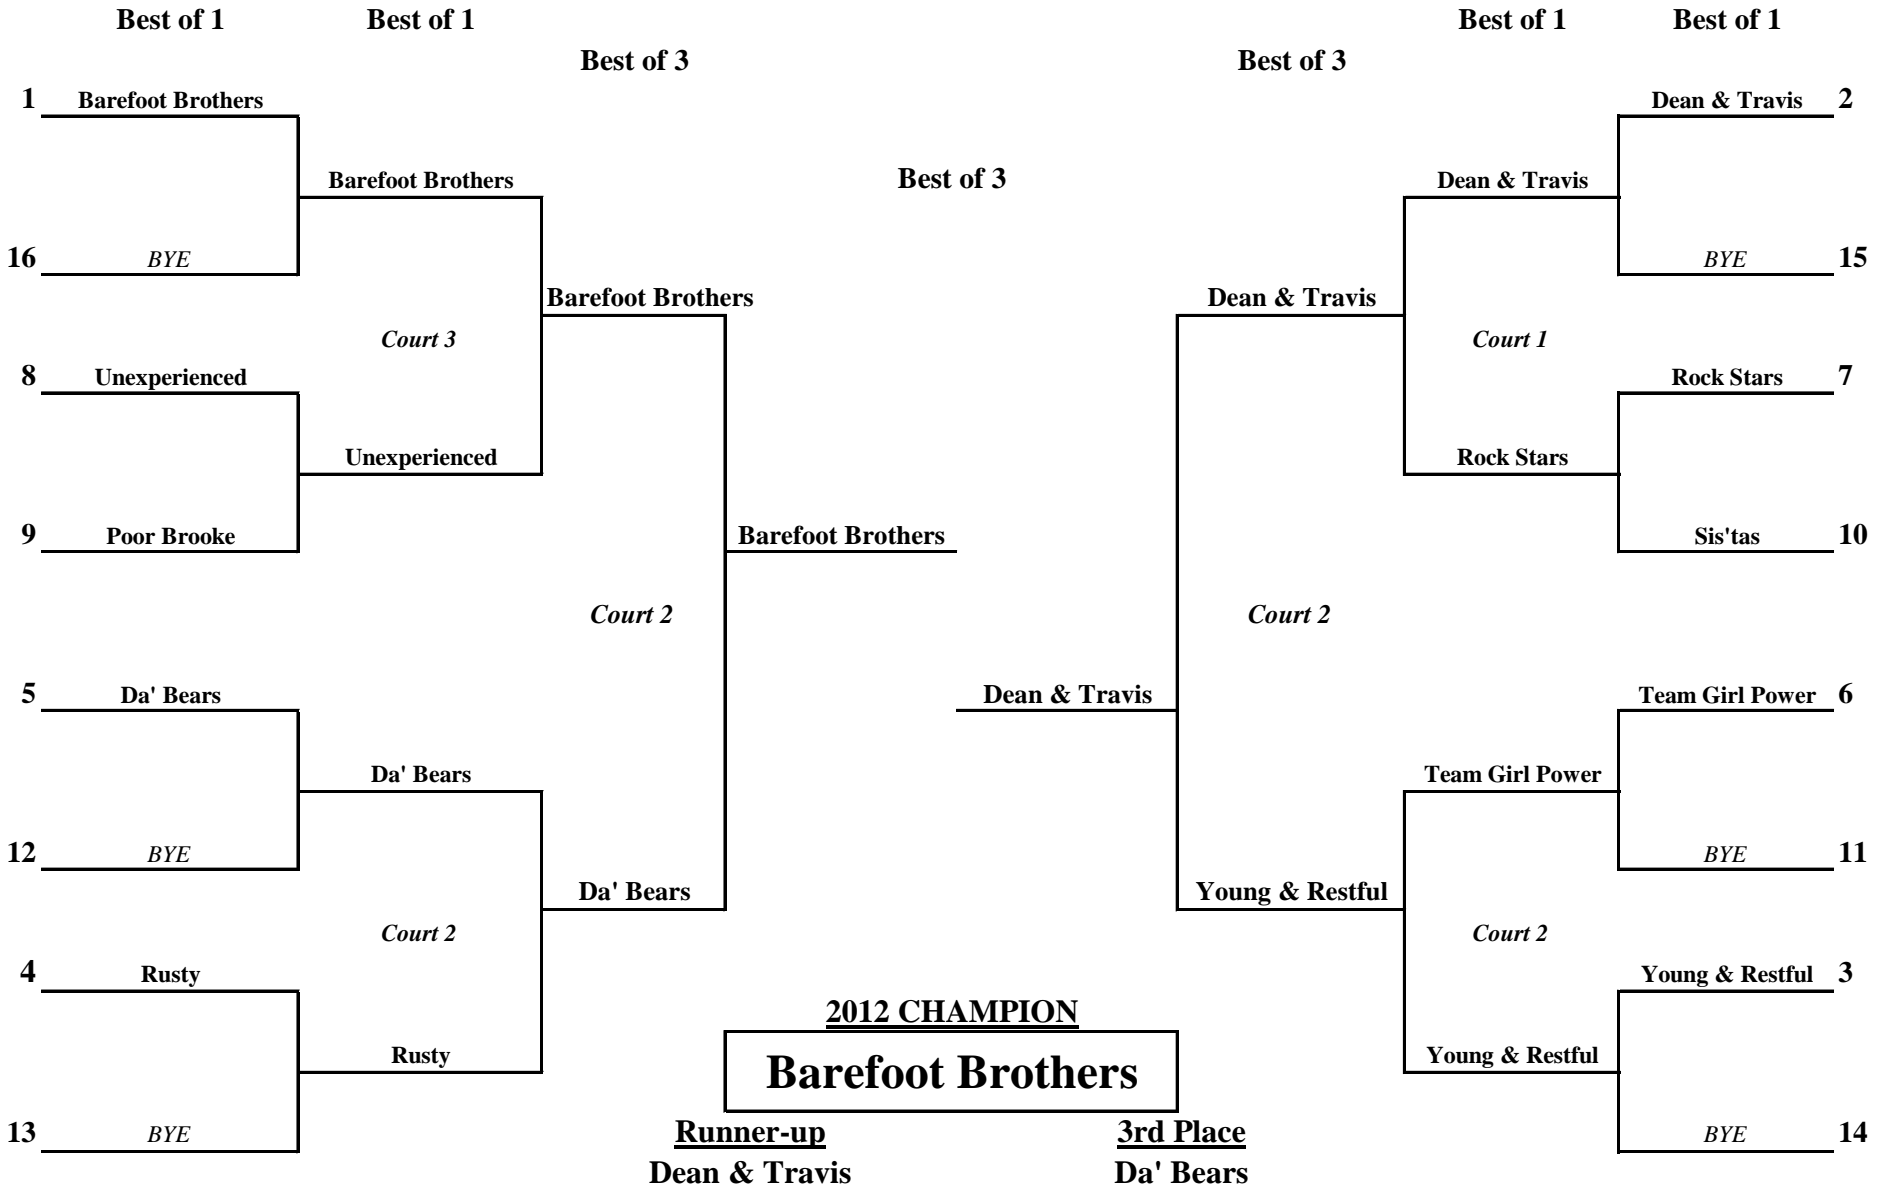 Best of 1 Best of 1 Best of 1 Best of 1
Best of 3 Best of 3
1 Barefoot Brothers Dean & Travis 2
Barefoot Brothers Best of 3 Dean & Travis
16 BYE BYE 15
Barefoot Brothers Dean & Travis
Court 3 Court 1
8 Unexperienced Rock Stars 7
Unexperienced Rock Stars
9 Poor Brooke Barefoot Brothers Sis'tas 10
Court 2 Court 2
5 Da' Bears Dean & Travis Team Girl Power 6
Da' Bears Team Girl Power
12 BYE BYE 11
Da' Bears Young & Restful
Court 2 Court 2
4 Rusty Young & Restful 3
2012 CHAMPION
Rusty Barefoot Brothers Young & Restful
13 BYE Runner-up 3rd Place BYE 14
Dean & Travis Da' Bears